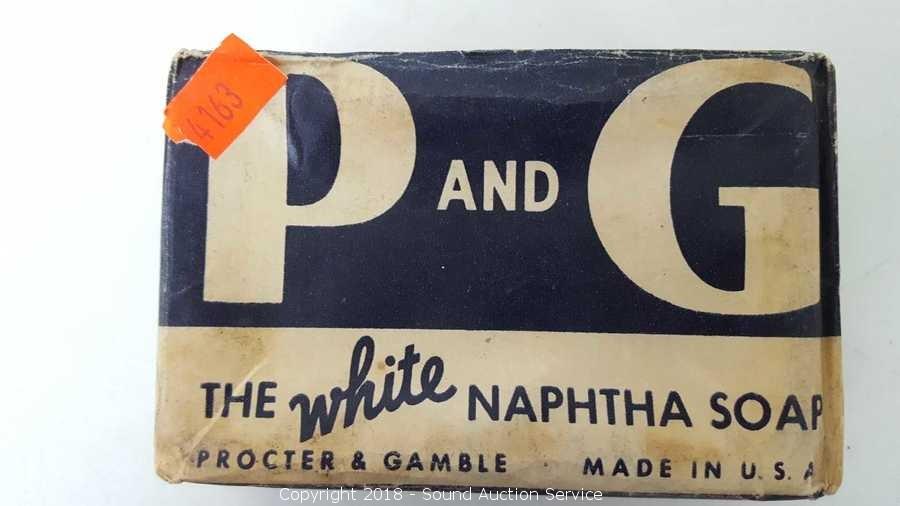 4163
P AND G
THE white NAPHTHA SOAP
PROCTER & GAMBLE · MADE IN U.S.A
Copyright 2018 - Sound Auction Service